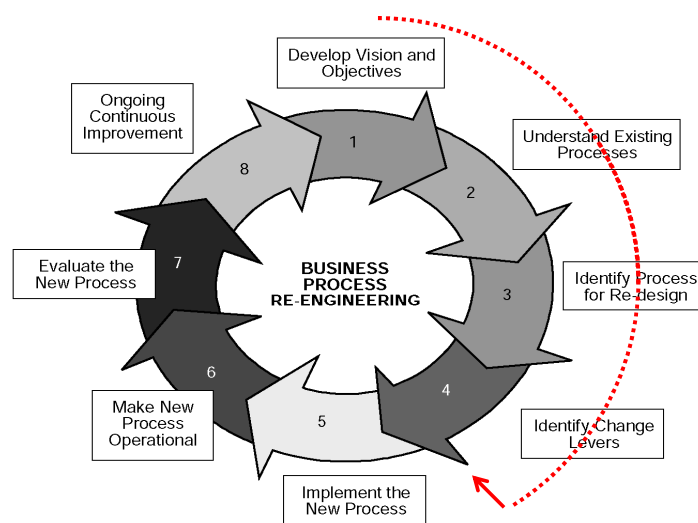 Develop Vision and
Objectives
Ongoing
Continuous
Improvement
1
8
Understand Existing
Processes
2
Evaluate the
New Process
7
BUSINESS
PROCESS
RE-ENGINEERING
3
Identify Process
for Re-design
6
4
Make New
Process
Operational
5
Identify Change
Levers
Implement the
New Process